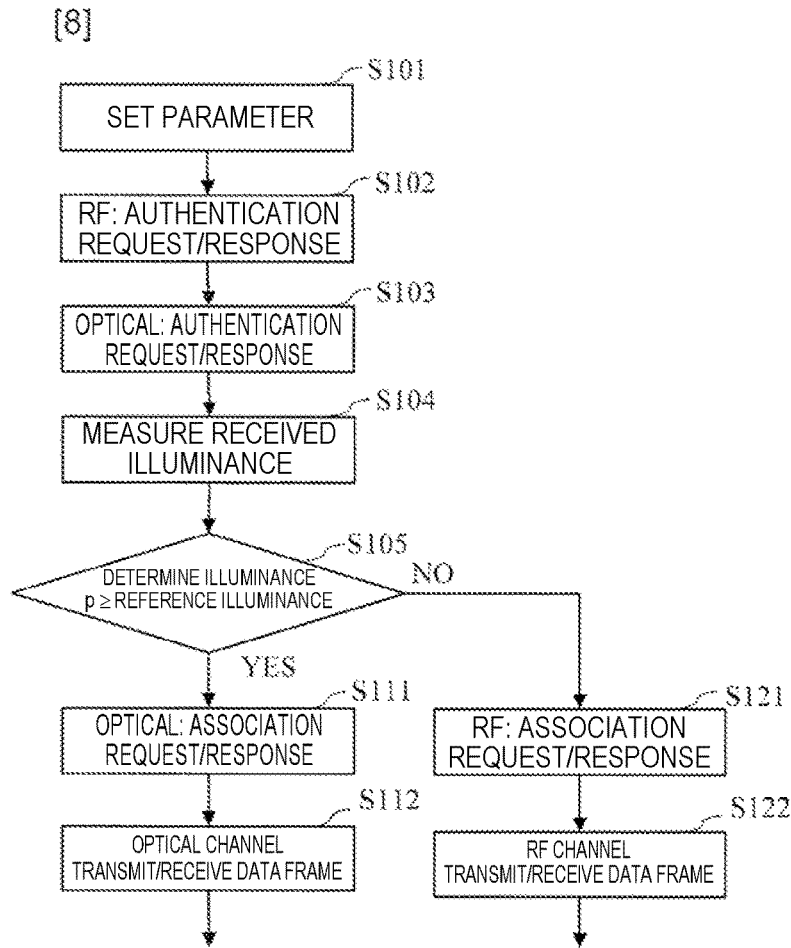 [8]
S101
SET PARAMETER
S102
RF: AUTHENTICATION
REQUEST/RESPONSE
S103
OPTICAL: AUTHENTICATION
REQUEST/RESPONSE
S104
MEASURE RECEIVED
ILLUMINANCE
S105
DETERMINE ILLUMINANCE
p ≥ REFERENCE ILLUMINANCE
NO
YES
S111
OPTICAL: ASSOCIATION
REQUEST/RESPONSE
S121
RF: ASSOCIATION
REQUEST/RESPONSE
S112
OPTICAL CHANNEL
TRANSMIT/RECEIVE DATA FRAME
S122
RF CHANNEL
TRANSMIT/RECEIVE DATA FRAME